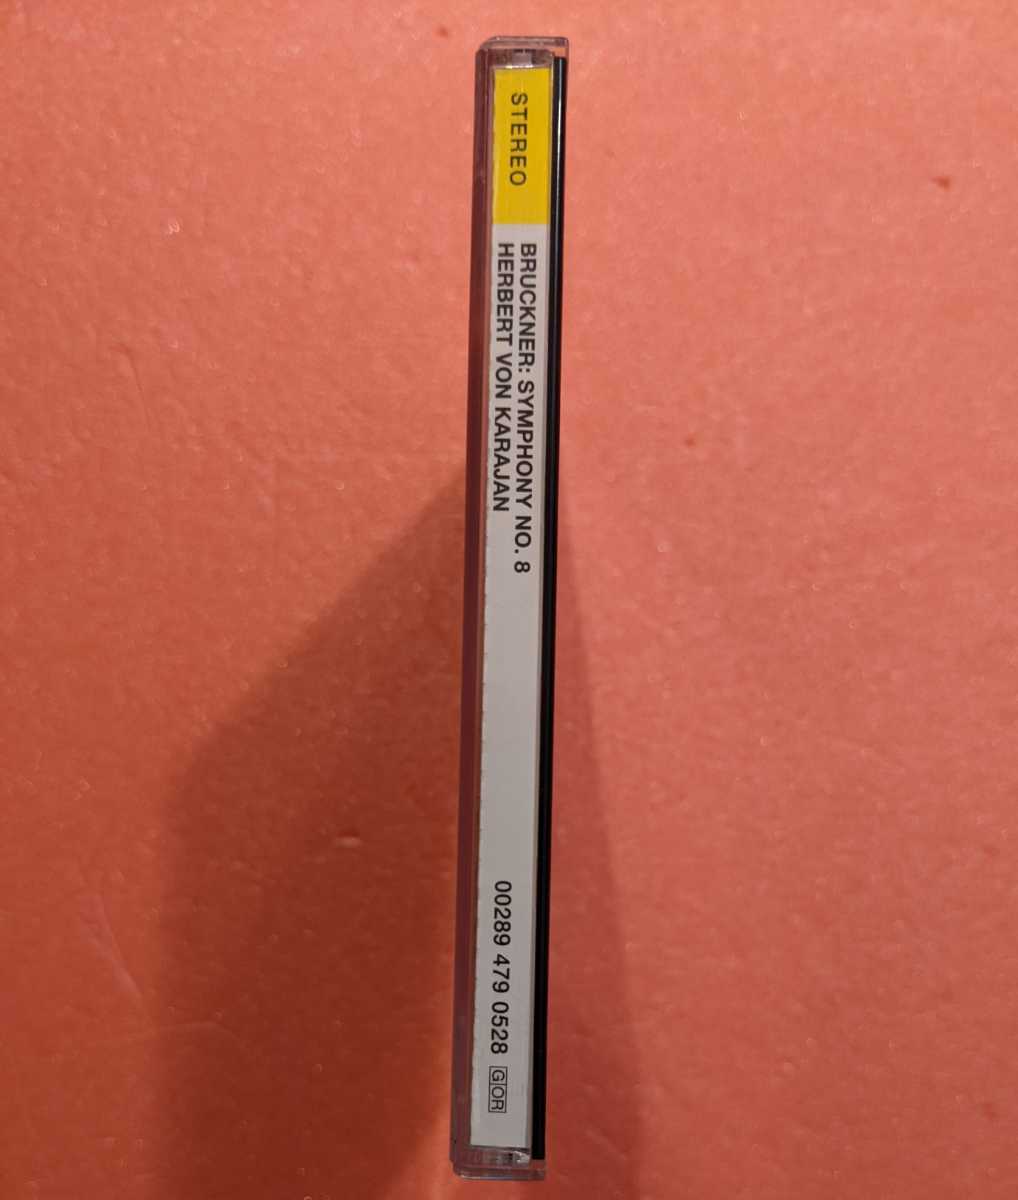 STEREO
BRUCKNER: SYMPHONY NO. 8
HERBERT VON KARAJAN
00289 479 0528 GOR